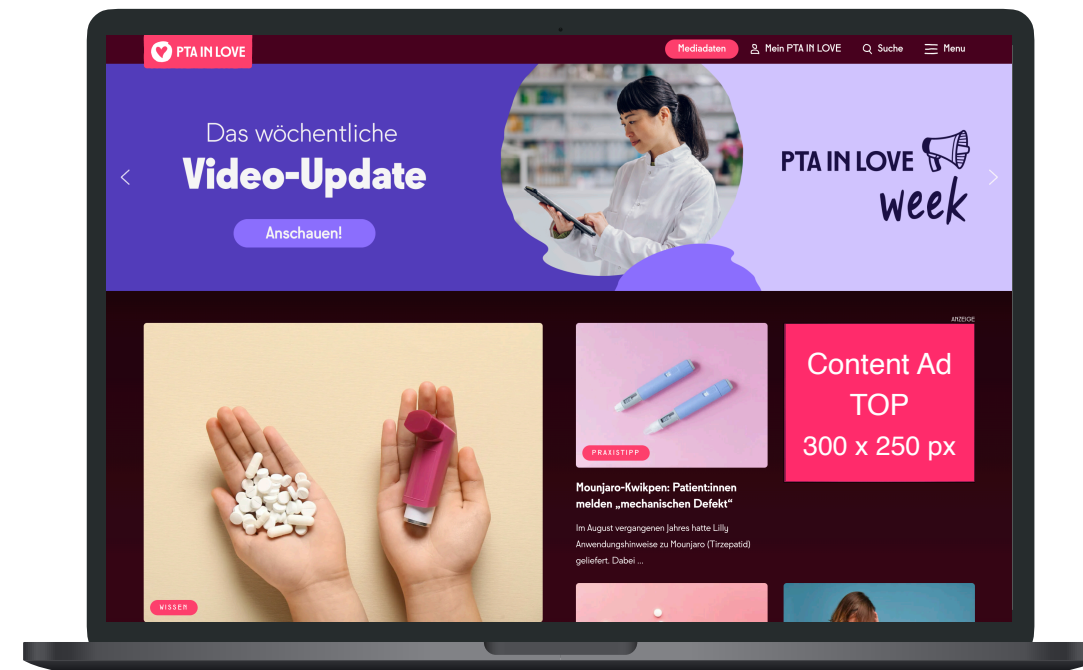 PTA IN LOVE
Mediadaten
Mein PTA IN LOVE
Suche
Menu
Das wöchentliche
Video-Update
Anschauen!
PTA IN LOVE
week
ANZEIGE
Content Ad
TOP
300 x 250 px
PRAXISTIPP
Mounjaro-Kwikpen: Patient:innen
melden „mechanischen Defekt“
Im August vergangenen Jahres hatte Lilly
Anwendungshinweise zu Mounjaro (Tirzepatid)
geliefert. Dabei ...
WISSEN